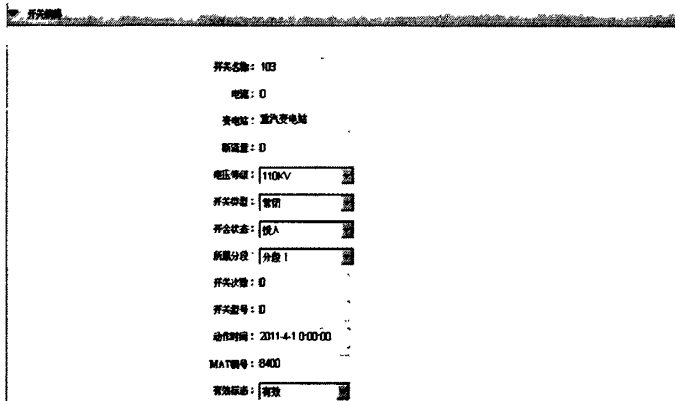 开关编辑
开关名称：103
电流：0
变电站：重汽变电站
断流量：0
电压等级：110KV
开关类型：常闭
开合状态：投入
所属分段：分段 1
开关次数：0
开关型号：0
动作时间：2011-4-1 0:00:00
MAT编号：8400
有效标志：有效